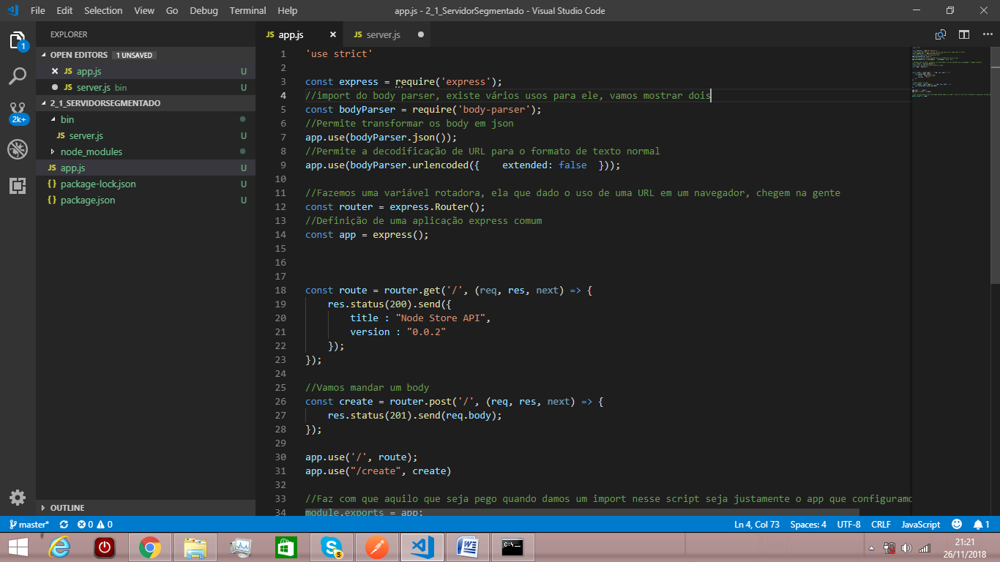 File Edit Selection View Go Debug Terminal Help
app.js - 2_1_ServidorSegmentado - Visual Studio Code
EXPLORER
OPEN EDITORS 1 UNSAVED
JS app.js U
JS server.js bin U
2_1_SERVIDORSEGMENTADO
bin
JS server.js U
node_modules
JS app.js U
{} package-lock.json U
{} package.json U
OUTLINE
1
2k+
JS app.js
JS server.js
1 'use strict'
2
3 const express = require('express');
4 //import do body parser, existe vários usos para ele, vamos mostrar dois
5 const bodyParser = require('body-parser');
6 //Permite transformar os body em json
7 app.use(bodyParser.json());
8 //Permite a decodificação de URL para o formato de texto normal
9 app.use(bodyParser.urlencoded({    extended: false  }));
10
11 //Fazemos uma variável rotadora, ela que dado o uso de uma URL em um navegador, chegem na gente
12 const router = express.Router();
13 //Definição de uma aplicação express comum
14 const app = express();
15
16
17
18 const route = router.get('/', (req, res, next) => {
19     res.status(200).send({
20         title : "Node Store API",
21         version : "0.0.2"
22     });
23 });
24
25 //Vamos mandar um body
26 const create = router.post('/', (req, res, next) => {
27     res.status(201).send(req.body);
28 });
29
30 app.use('/', route);
31 app.use("/create", create)
32
33 //Faz com que aquilo que seja pego quando damos um import nesse script seja justamente o app que
34 module.exports = app;
master* 0 0
Ln 4, Col 73 Spaces: 4 UTF-8 CRLF JavaScript 1
5
21:21
26/11/2018